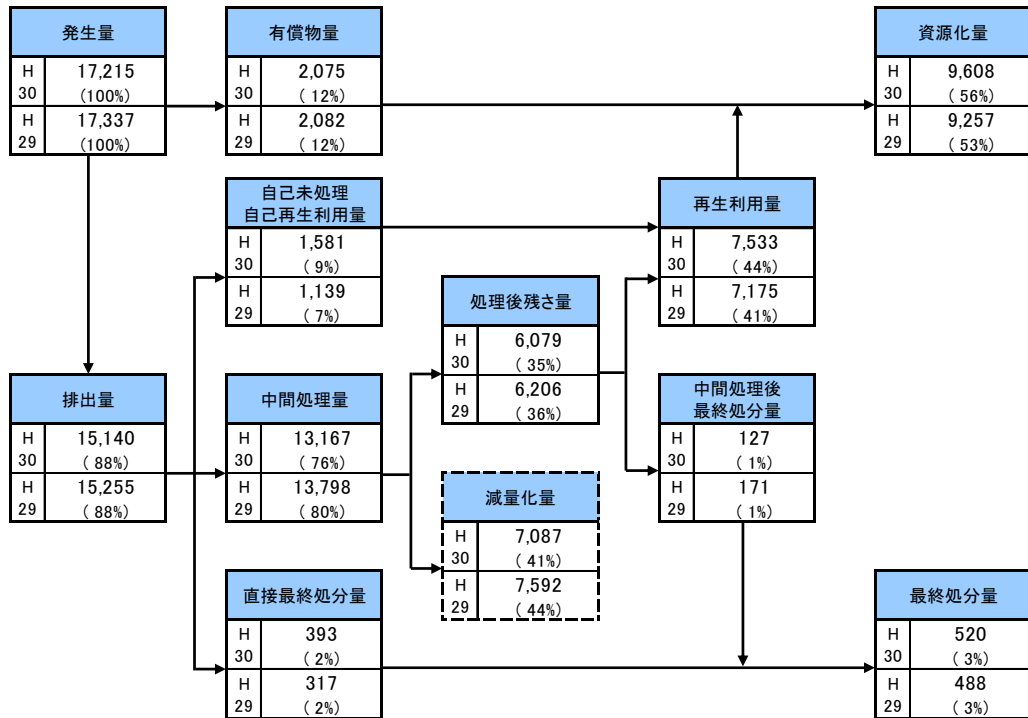 発生量
H 17,215
30 (100%)
H 17,337
29 (100%)
有償物量
H 2,075
30 ( 12%)
H 2,082
29 ( 12%)
資源化量
H 9,608
30 ( 56%)
H 9,257
29 ( 53%)
自己未処理
自己再生利用量
H 1,581
30 ( 9%)
H 1,139
29 ( 7%)
再生利用量
H 7,533
30 ( 44%)
H 7,175
29 ( 41%)
処理後残さ量
H 6,079
30 ( 35%)
H 6,206
29 ( 36%)
排出量
H 15,140
30 ( 88%)
H 15,255
29 ( 88%)
中間処理量
H 13,167
30 ( 76%)
H 13,798
29 ( 80%)
中間処理後
最終処分量
H 127
30 ( 1%)
H 171
29 ( 1%)
減量化量
H 7,087
30 ( 41%)
H 7,592
29 ( 44%)
直接最終処分量
H 393
30 ( 2%)
H 317
29 ( 2%)
最終処分量
H 520
30 ( 3%)
H 488
29 ( 3%)